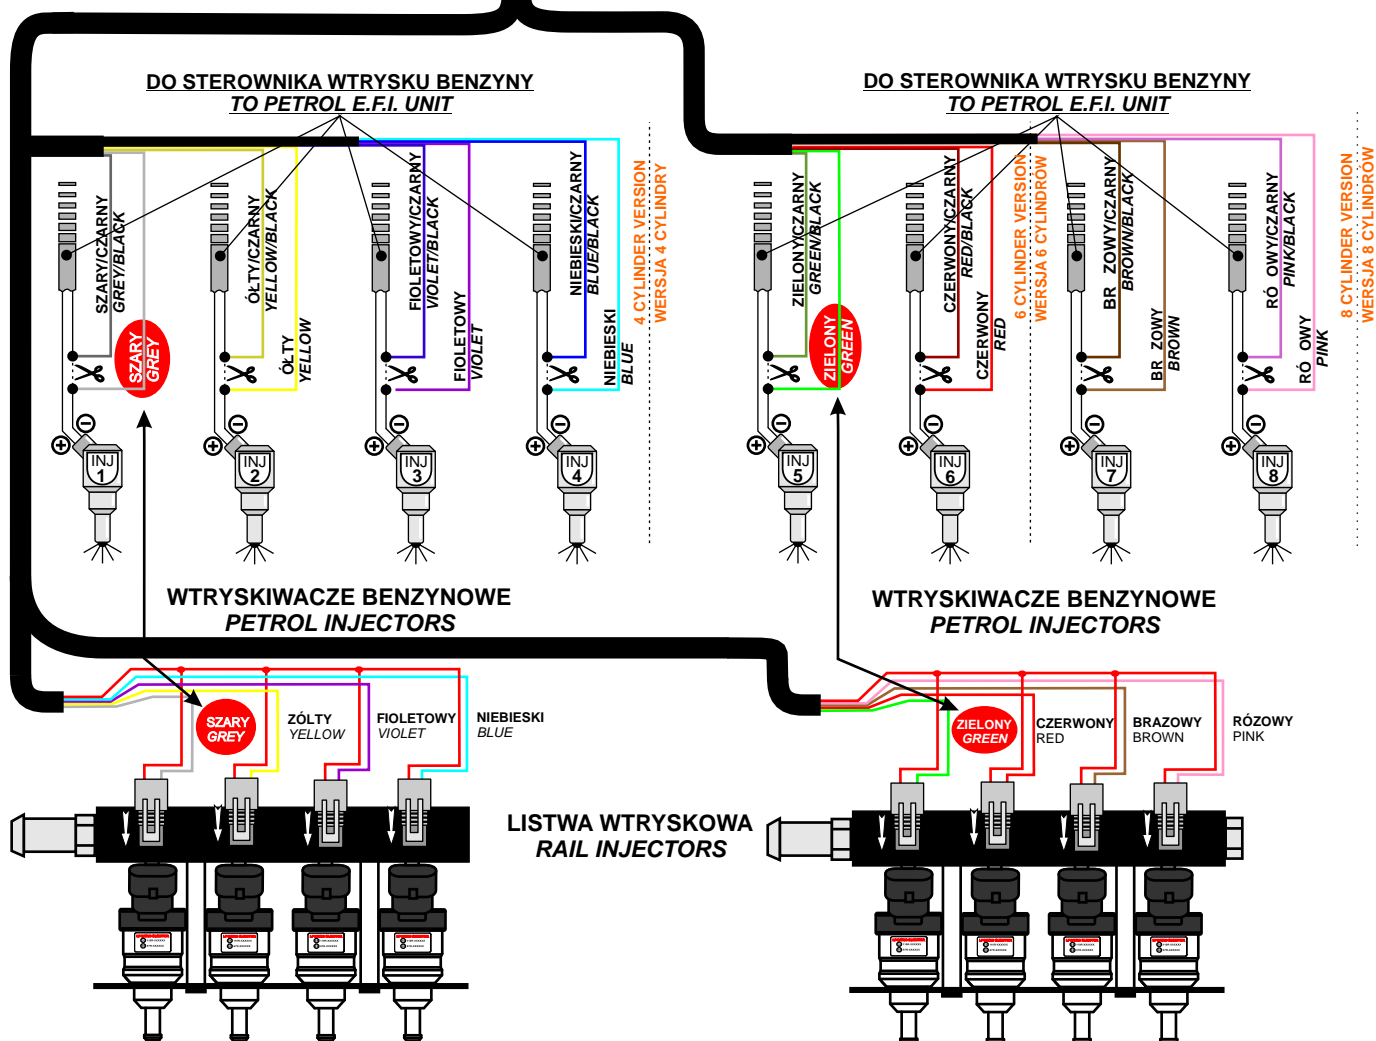 DO STEROWNIKA WTRYSKU BENZYNY
TO PETROL E.F.I. UNIT
DO STEROWNIKA WTRYSKU BENZYNY
TO PETROL E.F.I. UNIT
SZARY/CZARNY
GREY/BLACK
SZARY
GREY
ÓŁTY/CZARNY
YELLOW/BLACK
ÓŁTY
YELLOW
FIOLETOWY/CZARNY
VIOLET/BLACK
FIOLETOWY
VIOLET
NIEBIESKI/CZARNY
BLUE/BLACK
NIEBIESKI
BLUE
4 CYLINDER VERSION
WERSJA 4 CYLINDRY
ZIELONY/CZARNY
GREEN/BLACK
ZIELONY
GREEN
CZERWONY/CZARNY
RED/BLACK
CZERWONY
RED
6 CYLINDER VERSION
WERSJA 6 CYLINDRÓW
BR ZOWY/CZARNY
BROWN/BLACK
BR ZOWY
BROWN
RÓ OWY/CZARNY
PINK/BLACK
RÓ OWY
PINK
8 CYLINDER VERSION
WERSJA 8 CYLINDRÓW
INJ
1
INJ
2
INJ
3
INJ
4
INJ
5
INJ
6
INJ
7
INJ
8
WTRYSKIWACZE BENZYNOWE
PETROL INJECTORS
WTRYSKIWACZE BENZYNOWE
PETROL INJECTORS
SZARY
GREY
ZÓLTY
YELLOW
FIOLETOWY
VIOLET
NIEBIESKI
BLUE
ZIELONY
GREEN
CZERWONY
RED
BRAZOWY
BROWN
RÓZOWY
PINK
LISTWA WTRYSKOWA
RAIL INJECTORS